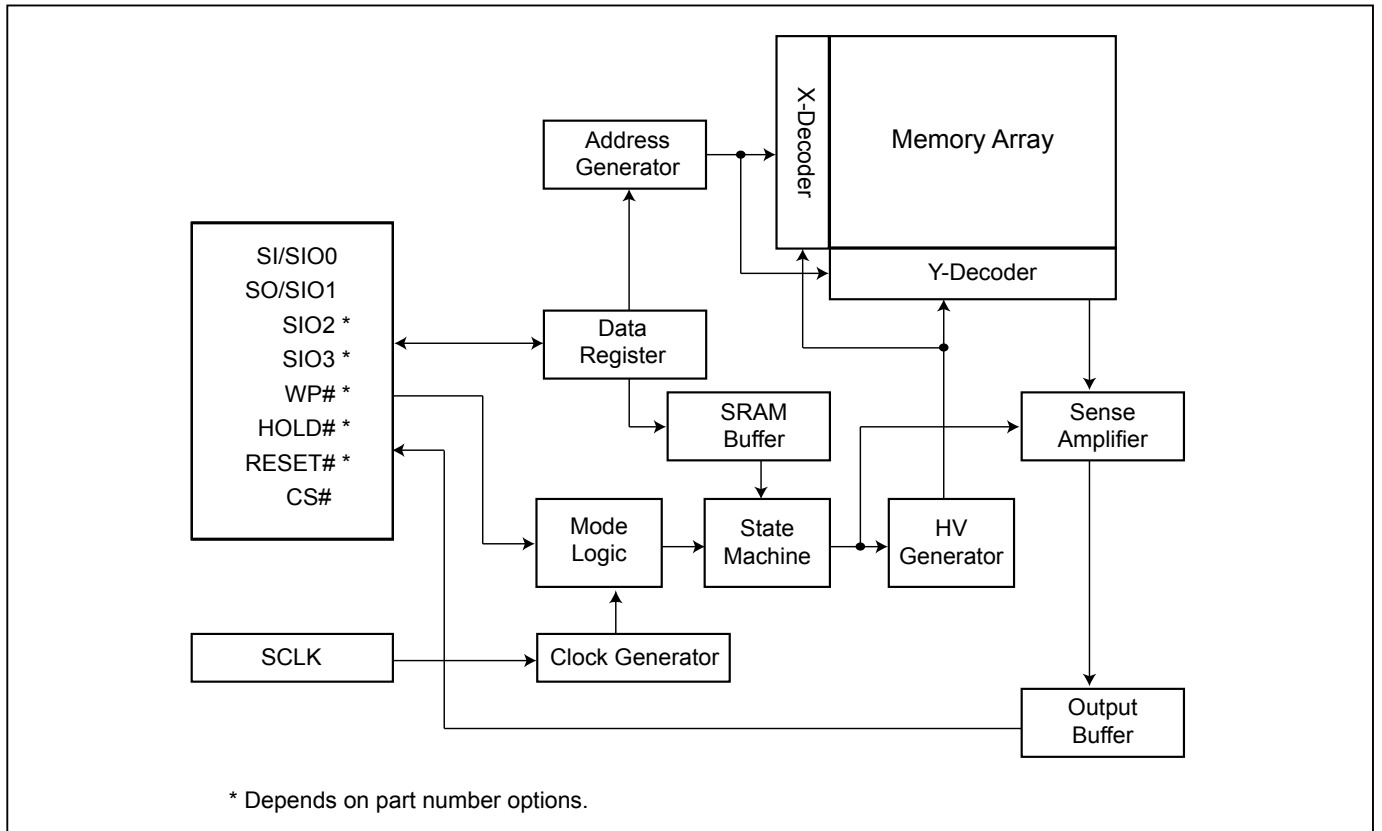 X-Decoder
Memory Array
Address
Generator
Y-Decoder
SI/SIO0
SO/SIO1
SIO2 *
SIO3 *
WP# *
HOLD# *
RESET# *
CS#
Data
Register
SRAM
Buffer
Sense
Amplifier
Mode
Logic
State
Machine
HV
Generator
SCLK
Clock Generator
Output
Buffer
* Depends on part number options.